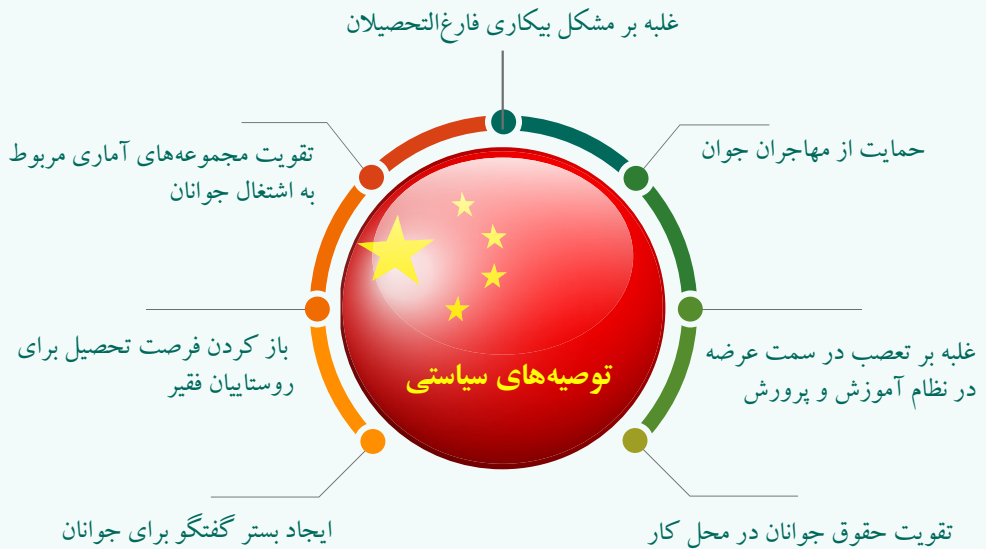 غلبه بر مشکل بیکاری فارغ‌التحصیلان
حمایت از مهاجران جوان
تقویت مجموعه‌های آماری مربوط
به اشتغال جوانان
غلبه بر تعصب در سمت عرضه
در نظام آموزش و پرورش
باز کردن فرصت تحصیل برای
روستاییان فقیر
توصیه‌های سیاستی
تقویت حقوق جوانان در محل کار
ایجاد بستر گفتگو برای جوانان